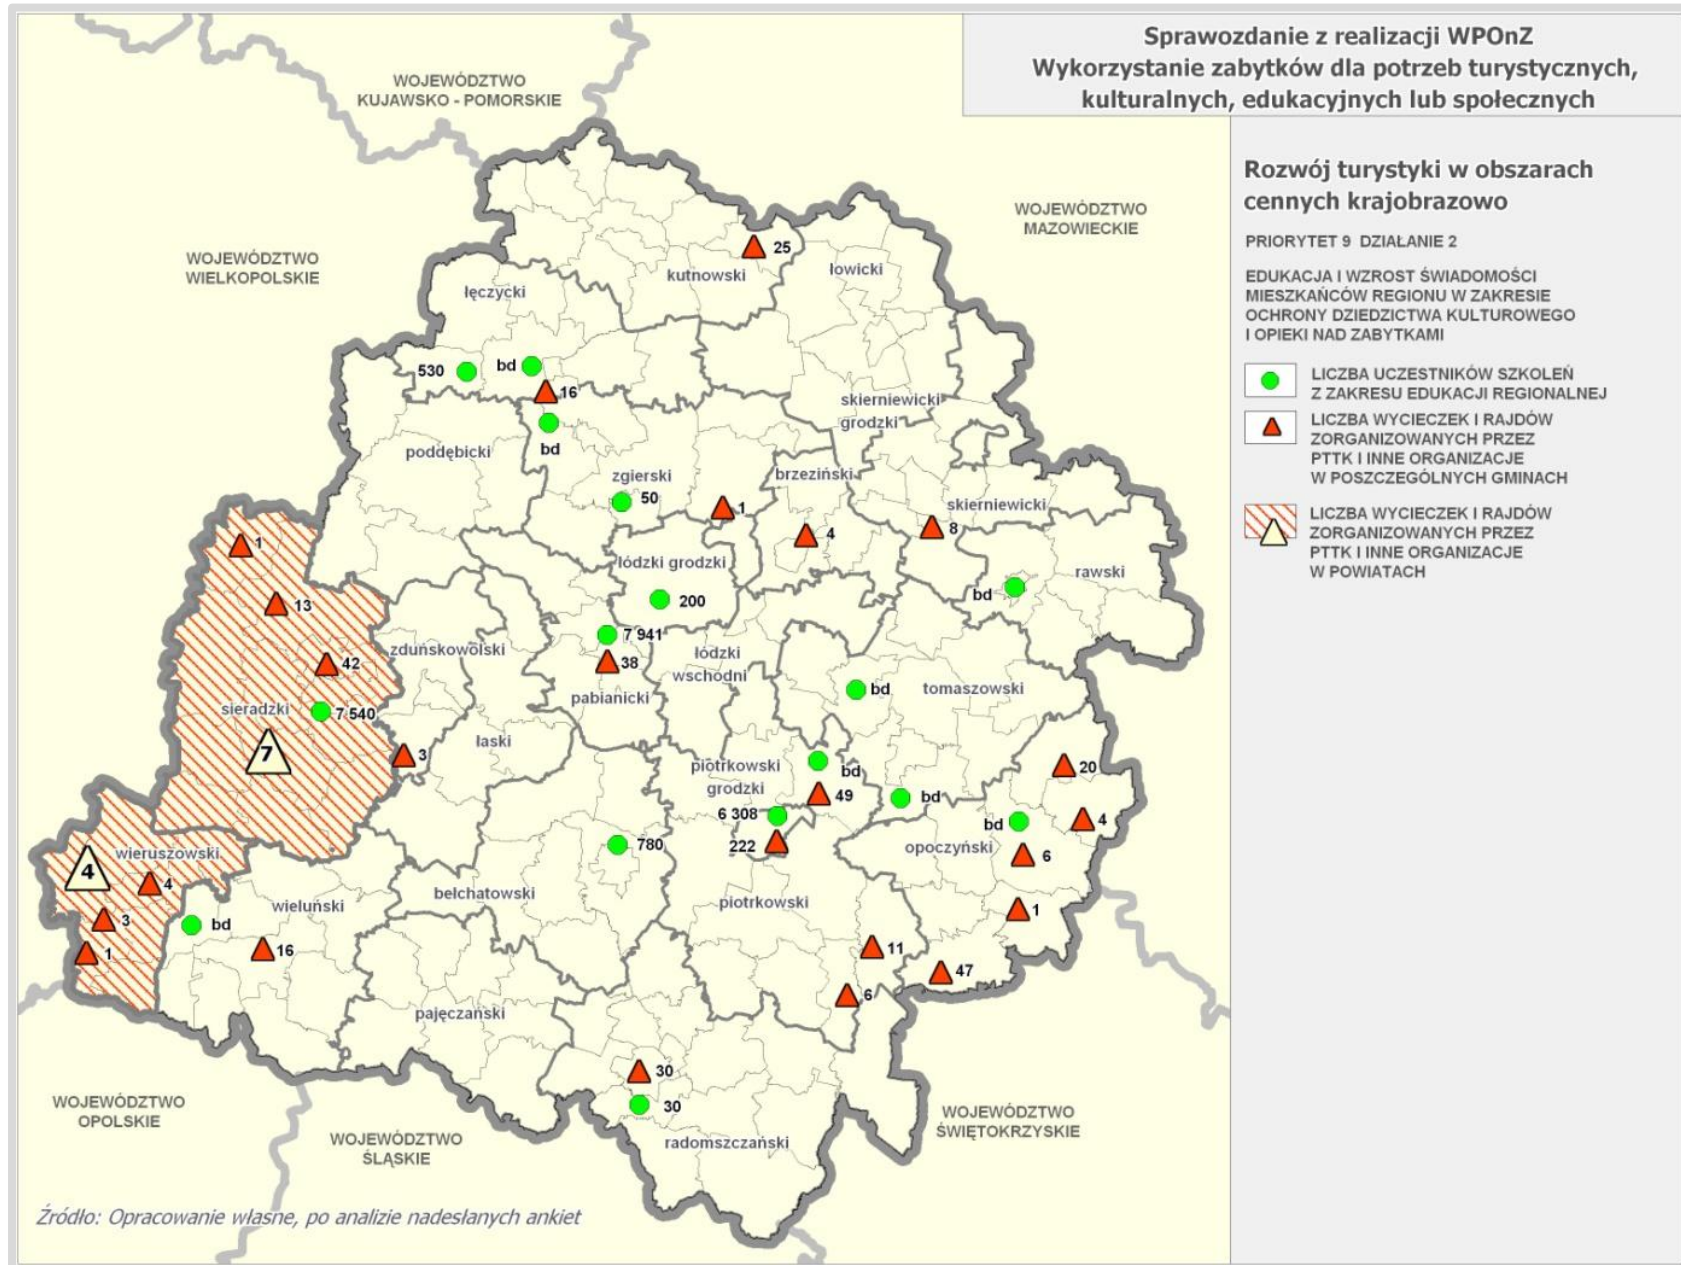 Sprawozdanie z realizacji WPOnZ
Wykorzystanie zabytków dla potrzeb turystycznych,
kulturalnych, edukacyjnych lub społecznych
Rozwój turystyki w obszarach
cennych krajobrazowo
PRIORYTET 9 DZIAŁANIE 2
EDUKACJA I WZROST ŚWIADOMOŚCI
MIESZKAŃCÓW REGIONU W ZAKRESIE
OCHRONY DZIEDZICTWA KULTUROWEGO
I OPIEKI NAD ZABYTKAMI
LICZBA UCZESTNIKÓW SZKOLEŃ
Z ZAKRESU EDUKACJI REGIONALNEJ
LICZBA WYCIECZEK I RAJDÓW
ZORGANIZOWANYCH PRZEZ
PTTK I INNE ORGANIZACJE
W POSZCZEGÓLNYCH GMINACH
LICZBA WYCIECZEK I RAJDÓW
ZORGANIZOWANYCH PRZEZ
PTTK I INNE ORGANIZACJE
W POWIATACH
WOJEWÓDZTWO
KUJAWSKO - POMORSKIE
WOJEWÓDZTWO
MAZOWIECKIE
WOJEWÓDZTWO
WIELKOPOLSKIE
25
kutnowski
łowicki
łęczycki
530
bd
16
skierniewicki
grodzki
bd
poddębicki
zgierski
brzeziński
50
1
4
skierniewicki
8
1
łódzki grodzki
rawski
bd
200
13
7 941
38
zduńskowolski
łódzki
wschodni
42
pabianicki
bd
tomaszowski
sieradzki
7 540
7
3
łaski
piotrkowski
grodzki
bd
20
49
bd
6 308
4
bd
222
780
opoczyński
6
wieruszowski
4
4
bełchatowski
wieluński
piotrkowski
3
bd
1
1
16
11
47
6
pajęczański
30
30
radomszczański
WOJEWÓDZTWO
OPOLSKIE
WOJEWÓDZTWO
ŚLĄSKIE
WOJEWÓDZTWO
ŚWIĘTOKRZYSKIE
Źródło: Opracowanie własne, po analizie nadesłanych ankiet